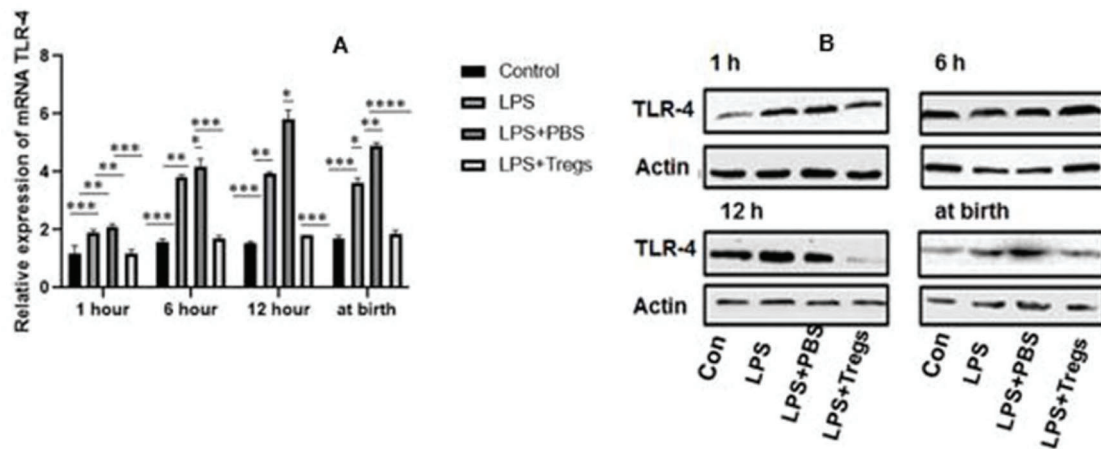 A
Relative expression of mRNA TLR-4
8
6
4
2
0
*** ** ** ***
*** ** * ***
*** ** * ***
*** * ** ****
1 hour 6 hour 12 hour at birth
Control
LPS
LPS+PBS
LPS+Tregs
B
1 h 6 h
TLR-4
Actin
12 h at birth
TLR-4
Actin
Con LPS LPS+PBS LPS+Tregs Con LPS LPS+PBS LPS+Tregs